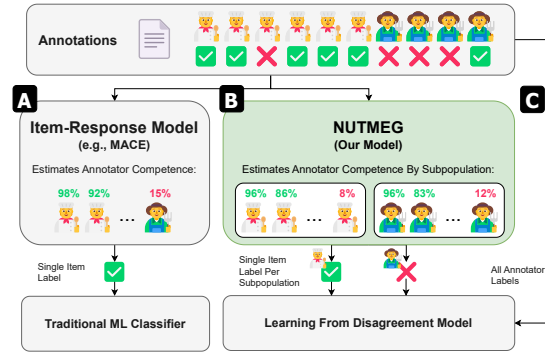 Annotations
A
Item-Response Model
(e.g., MACE)
Estimates Annotator Competence:
98% 92% ... 15%
Single Item
Label
Traditional ML Classifier
B
NUTMEG
(Our Model)
Estimates Annotator Competence By Subpopulation:
96% 86% ... 8%
96% 83% ... 12%
Single Item
Label Per
Subpopulation
Learning From Disagreement Model
C
All Annotator
Labels